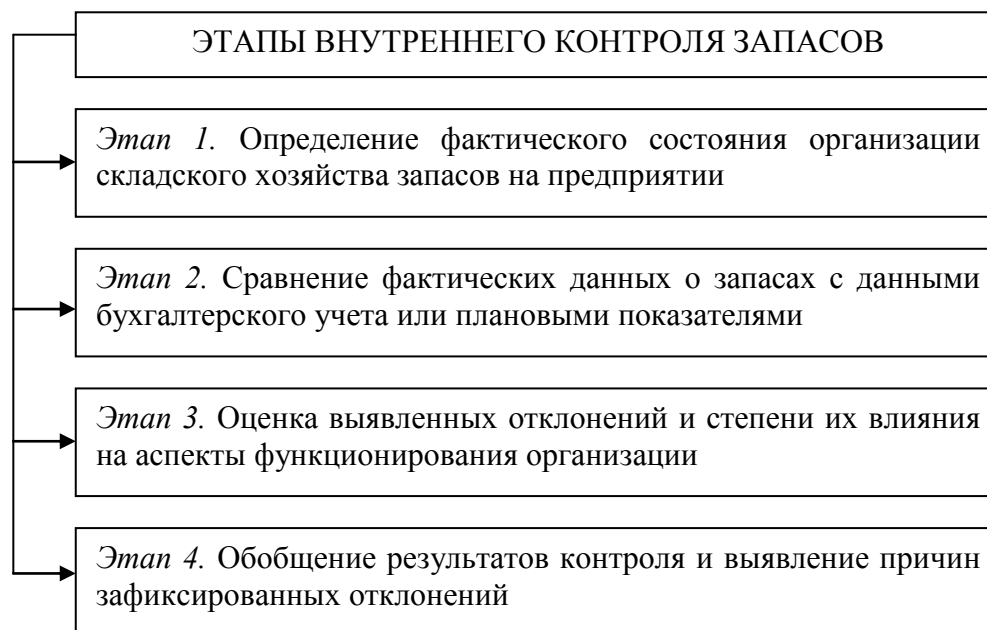 ЭТАПЫ ВНУТРЕННЕГО КОНТРОЛЯ ЗАПАСОВ
Этап 1. Определение фактического состояния организации
складского хозяйства запасов на предприятии
Этап 2. Сравнение фактических данных о запасах с данными
бухгалтерского учета или плановыми показателями
Этап 3. Оценка выявленных отклонений и степени их влияния
на аспекты функционирования организации
Этап 4. Обобщение результатов контроля и выявление причин
зафиксированных отклонений